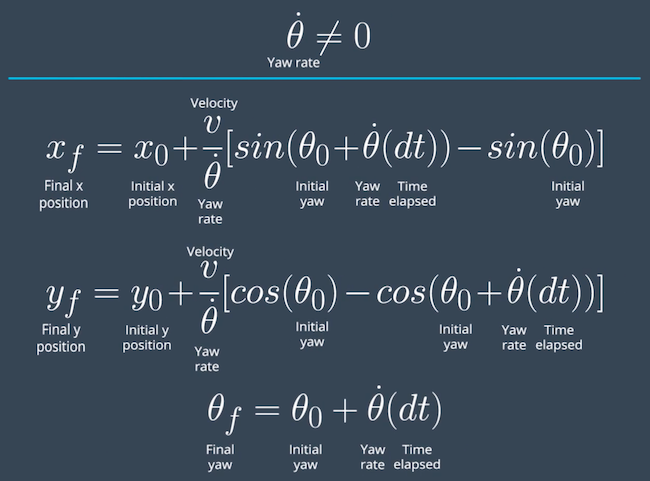 θ̇ ≠ 0
Yaw rate
Velocity
x_f = x_0 + v/θ̇ [sin(θ_0 + θ̇(dt)) − sin(θ_0)]
Final x position
Initial x position
Yaw rate
Initial yaw
Yaw rate
Time elapsed
Initial yaw
Velocity
y_f = y_0 + v/θ̇ [cos(θ_0) − cos(θ_0 + θ̇(dt))]
Final y position
Initial y position
Yaw rate
Initial yaw
Initial yaw
Yaw rate
Time elapsed
θ_f = θ_0 + θ̇(dt)
Final yaw
Initial yaw
Yaw rate
Time elapsed